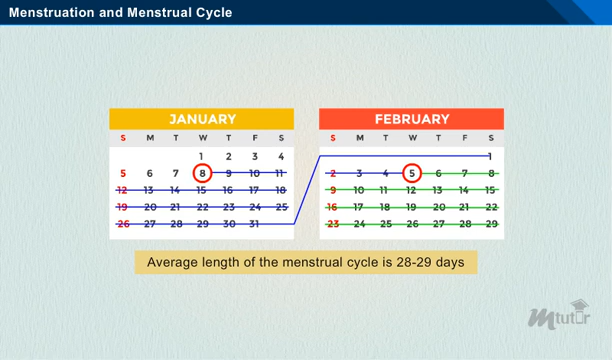 Menstruation and Menstrual Cycle
JANUARY
S M T W T F S
1 2 3 4
5 6 7 8 9 10 11
12 13 14 15 16 17 18
19 20 21 22 23 24 25
26 27 28 29 30 31
FEBRUARY
S M T W T F S
1
2 3 4 5 6 7 8
9 10 11 12 13 14 15
16 17 18 19 20 21 22
23 24 25 26 27 28 29
Average length of the menstrual cycle is 28-29 days
Mtutor